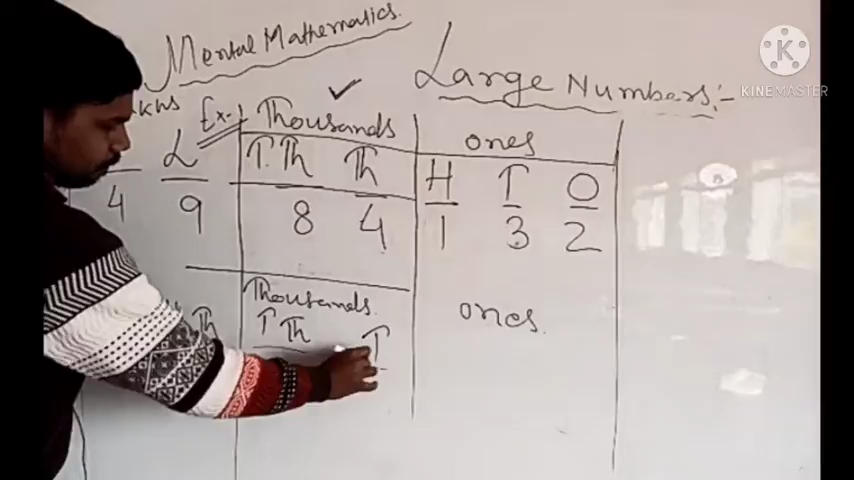 Mental Mathematics.
Large Numbers:-
KINEMASTER
khs Ex-1 Thousands ones
L T.Th Th H T O
4 9 8 4 1 3 2
Thousands. ones.
Th T Th T